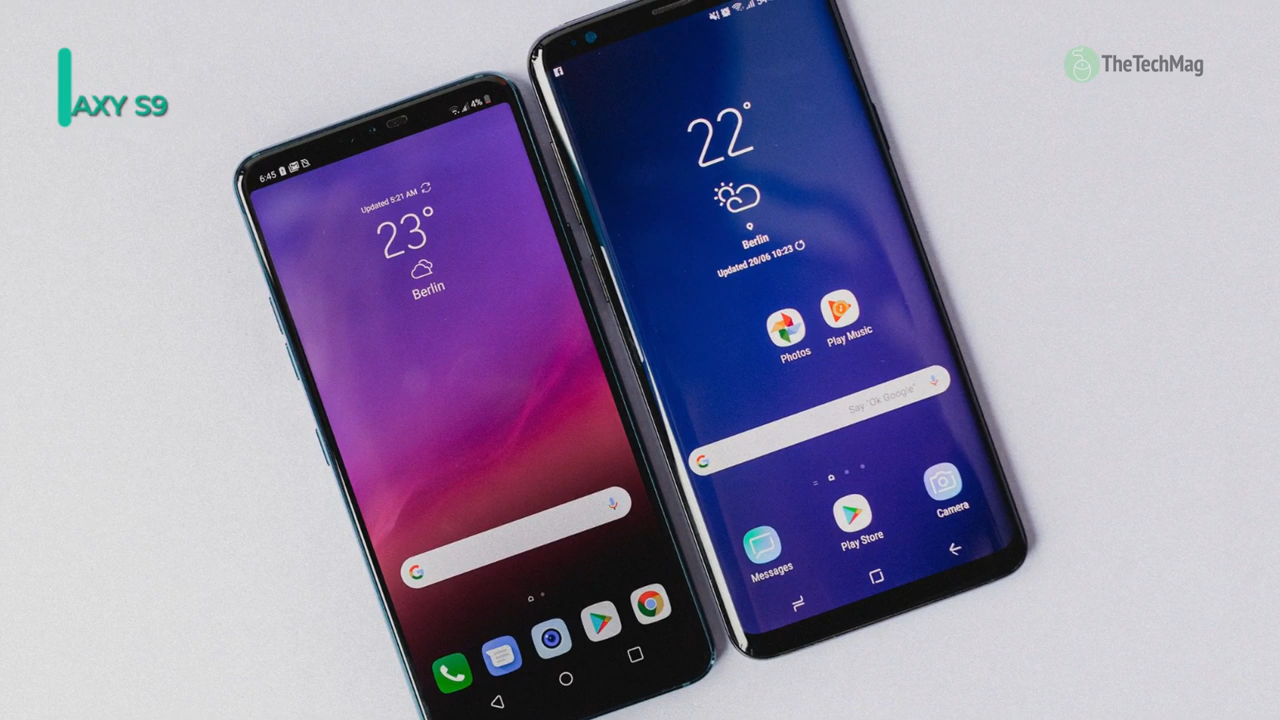 AXY S9
TheTechMag
6:45
4%
Updated 5:21 AM
23°
Berlin
22°
Berlin
Updated 20/06 10:23
Photos
Play Music
Say "Ok Google"
Messages
Play Store
Camera